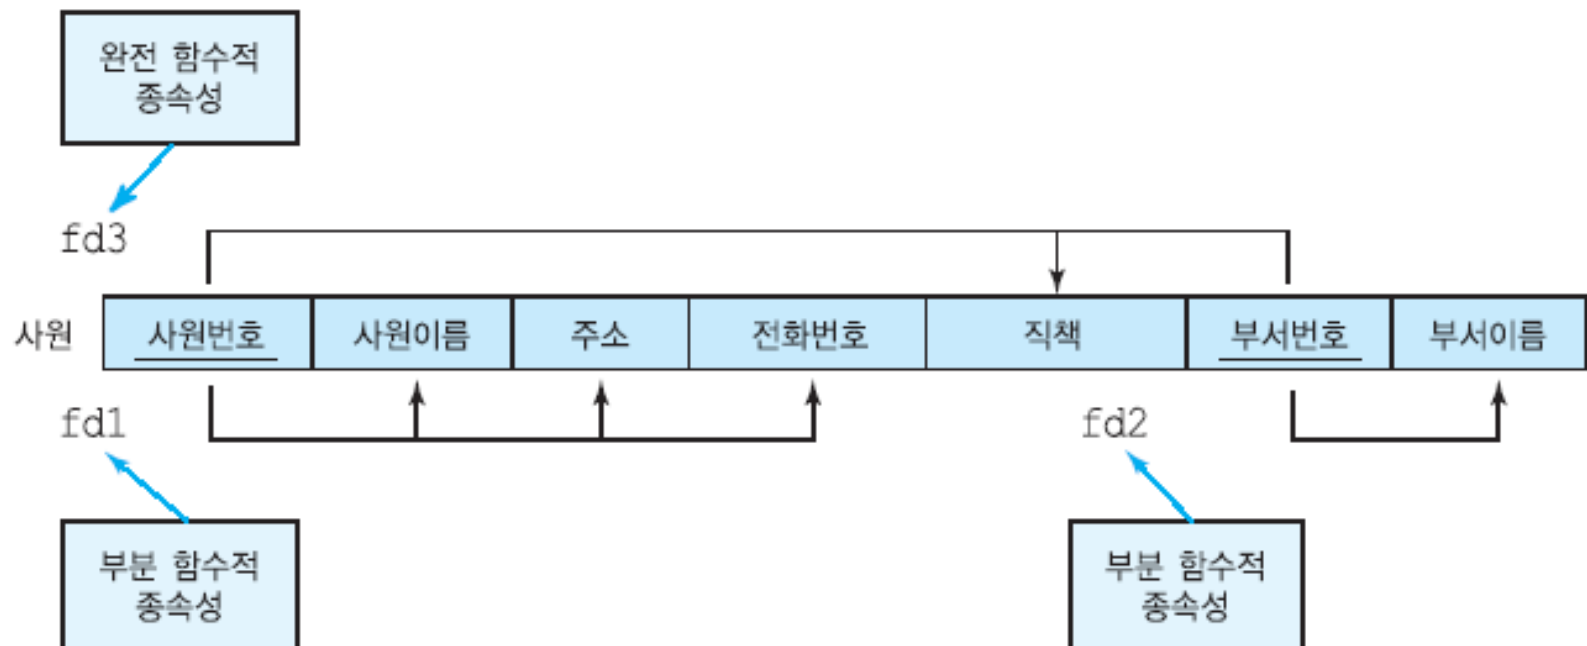 완전 함수적
종속성
fd3
사원
사원번호
사원이름
주소
전화번호
직책
부서번호
부서이름
fd1
fd2
부분 함수적
종속성
부분 함수적
종속성